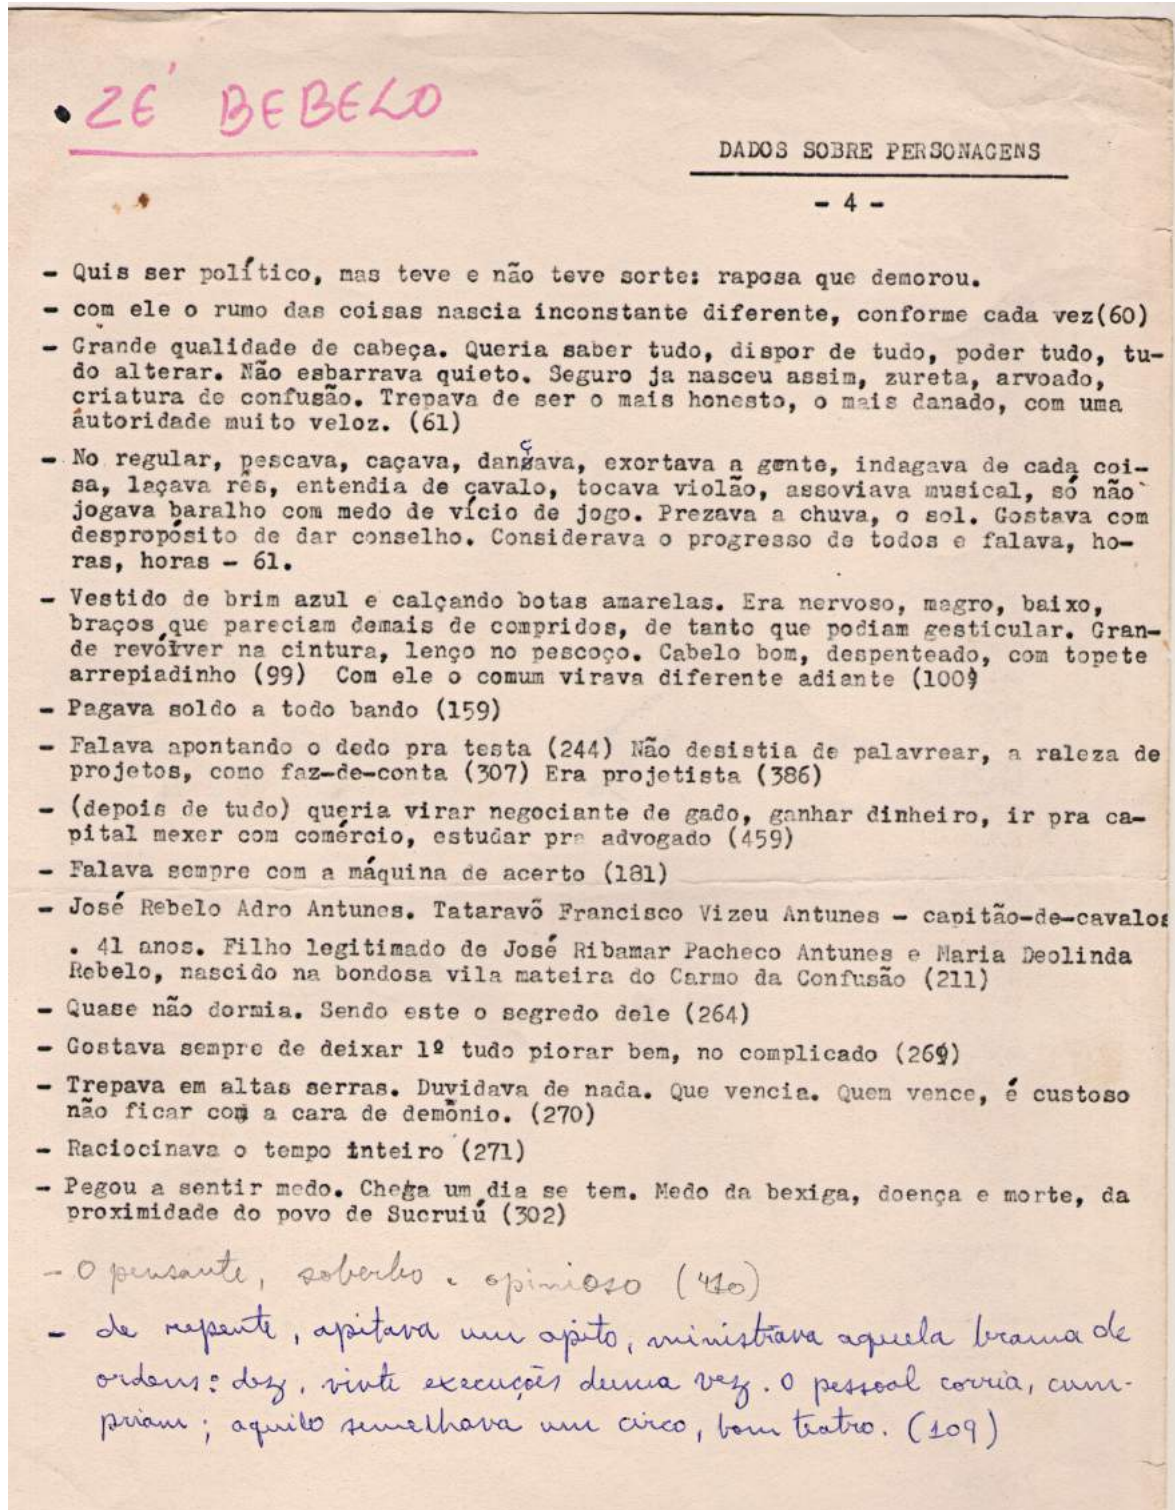 . ZÉ BEBELO
DADOS SOBRE PERSONAGENS
- 4 -
- Quis ser político, mas teve e não teve sorte: raposa que demorou.
- com ele o rumo das coisas nascia inconstante diferente, conforme cada vez(60)
- Grande qualidade de cabeça. Queria saber tudo, dispor de tudo, poder tudo, tu-
do alterar. Não esbarrava quieto. Seguro ja nasceu assim, zureta, arvoado,
criatura de confusão. Trepava de ser o mais honesto, o mais danado, com uma
áutoridade muito veloz. (61)
- No regular, pescava, caçava, dançava, exortava a gente, indagava de cada coi-
sa, laçava rês, entendia de cavalo, tocava violão, assoviava musical, só não
jogava baralho com medo de vício de jogo. Prezava a chuva, o sol. Gostava com
despropósito de dar conselho. Considerava o progresso de todos e falava, ho-
ras, horas - 61.
- Vestido de brim azul e calçando botas amarelas. Era nervoso, magro, baixo,
braços que pareciam demais de compridos, de tanto que podiam gesticular. Gran-
de revólver na cintura, lenço no pescoço. Cabelo bom, despenteado, com topete
arrepiadinho (99) Com ele o comum virava diferente adiante (100)
- Pagava soldo a todo bando (159)
- Falava apontando o dedo pra testa (244) Não desistia de palavrear, a raleza de
projetos, como faz-de-conta (307) Era projetista (386)
- (depois de tudo) queria virar negociante de gado, ganhar dinheiro, ir pra ca-
pital mexer com comércio, estudar pra advogado (459)
- Falava sempre com a máquina de acerto (181)
- José Rebelo Adro Antunes. Tataravõ Francisco Vizeu Antunes - capitão-de-cavalos
. 41 anos. Filho legitimado de José Ribamar Pacheco Antunes e Maria Deolinda
Rebelo, nascido na bondosa vila mateira do Carmo da Confusão (211)
- Quase não dormia. Sendo este o segredo dele (264)
- Gostava sempre de deixar 1º tudo piorar bem, no complicado (269)
- Trepava em altas serras. Duvidava de nada. Que vencia. Quem vence, é custoso
não ficar com a cara de demônio. (270)
- Raciocinava o tempo inteiro (271)
- Pegou a sentir medo. Chega um dia se tem. Medo da bexiga, doença e morte, da
proximidade do povo de Sucruiú (302)
- O pensante, soberbo e opinioso (410)
- de repente, apitava um apito, ministrava aquela brama de
ordens: dez, vinte execuções duma vez. O pessoal corria, cum-
priam; aquilo semelhava um circo, bom teatro. (109)